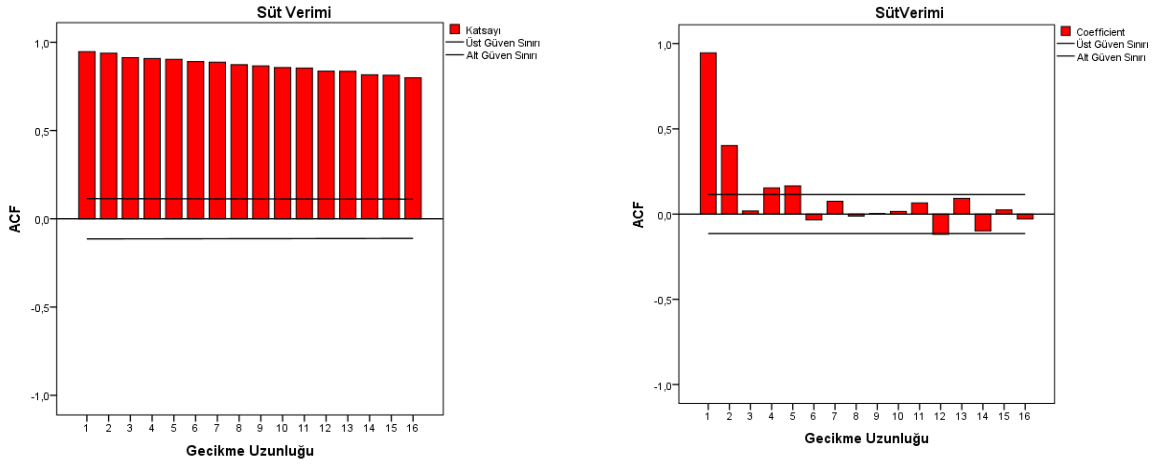 Süt Verimi
Katsayı
Üst Güven Sınırı
Alt Güven Sınırı
1,0
0,5
0,0
-0,5
-1,0
ACF
1 2 3 4 5 6 7 8 9 10 11 12 13 14 15 16
Gecikme Uzunluğu
SütVerimi
Coefficient
Üst Güven Sınırı
Alt Güven Sınırı
1,0
0,5
0,0
-0,5
-1,0
ACF
1 2 3 4 5 6 7 8 9 10 11 12 13 14 15 16
Gecikme Uzunluğu